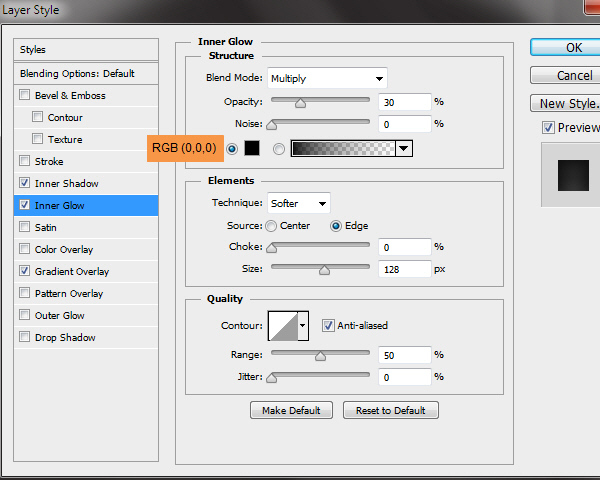 Layer Style
Styles
Blending Options: Default
Bevel & Emboss
Contour
Texture
Stroke
Inner Shadow
Inner Glow
Satin
Color Overlay
Gradient Overlay
Pattern Overlay
Outer Glow
Drop Shadow
Inner Glow
Structure
Blend Mode: Multiply
Opacity: 30 %
Noise: 0 %
RGB (0,0,0)
Elements
Technique: Softer
Source: Center Edge
Choke: 0 %
Size: 128 px
Quality
Contour: Anti-aliased
Range: 50 %
Jitter: 0 %
Make Default Reset to Default
OK
Cancel
New Style..
Preview